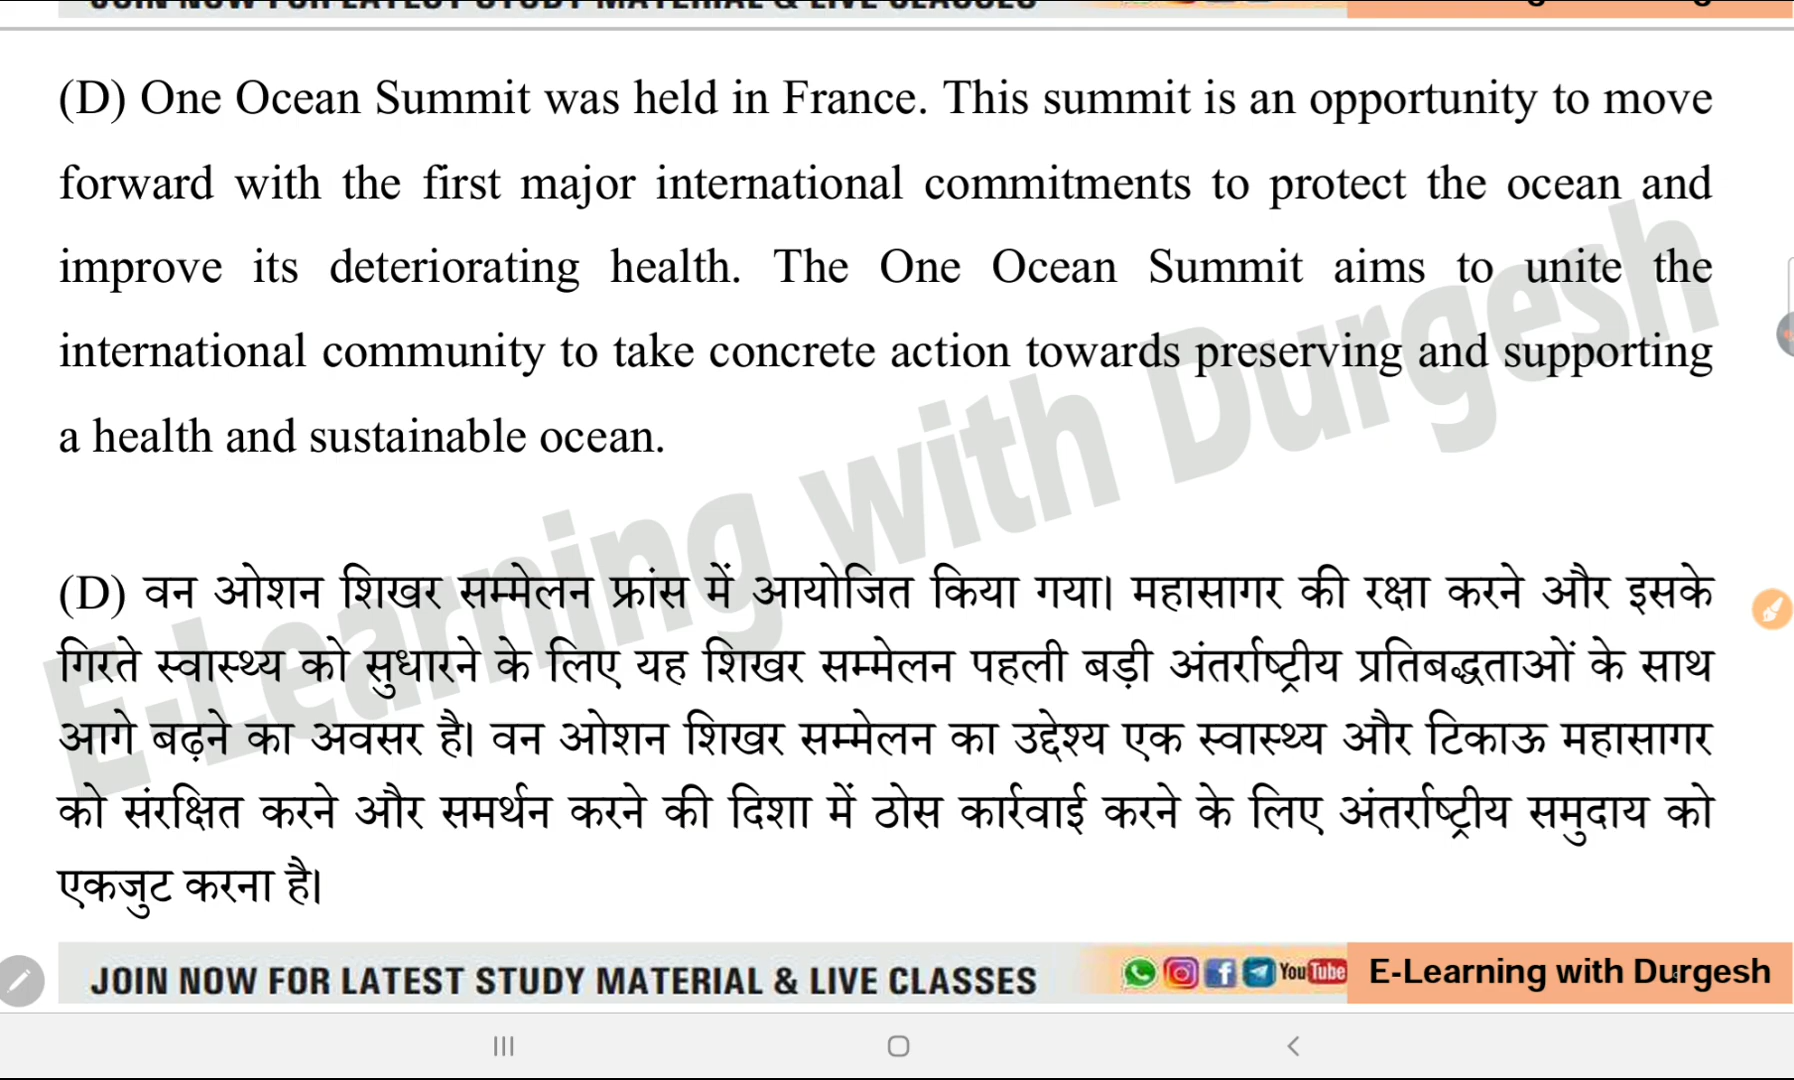 JOIN NOW FOR LATEST STUDY MATERIAL & LIVE CLASSES
(D) One Ocean Summit was held in France. This summit is an opportunity to move
forward with the first major international commitments to protect the ocean and
improve its deteriorating health. The One Ocean Summit aims to unite the
international community to take concrete action towards preserving and supporting
a health and sustainable ocean.
E-Learning with Durgesh
(D) वन ओशन शिखर सम्मेलन फ्रांस में आयोजित किया गया। महासागर की रक्षा करने और इसके
गिरते स्वास्थ्य को सुधारने के लिए यह शिखर सम्मेलन पहली बड़ी अंतर्राष्ट्रीय प्रतिबद्धताओं के साथ
आगे बढ़ने का अवसर है। वन ओशन शिखर सम्मेलन का उद्देश्य एक स्वास्थ्य और टिकाऊ महासागर
को संरक्षित करने और समर्थन करने की दिशा में ठोस कार्रवाई करने के लिए अंतर्राष्ट्रीय समुदाय को
एकजुट करना है।
JOIN NOW FOR LATEST STUDY MATERIAL & LIVE CLASSES YouTube E-Learning with Durgesh